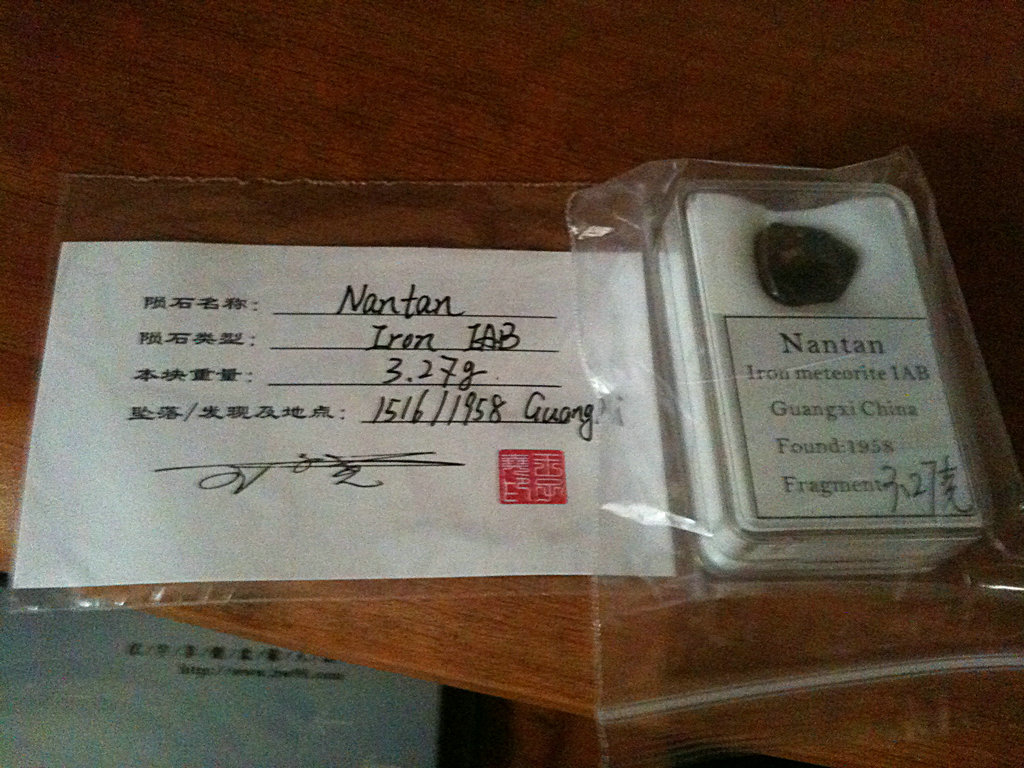 陨石名称: Nantan
陨石类型: Iron IAB
本块重量: 3.27g
坠落/发现及地点: 1516/1958 Guangxi
Nantan
Iron meteorite IAB
Guangxi China
Found:1958
Fragment 3.27克